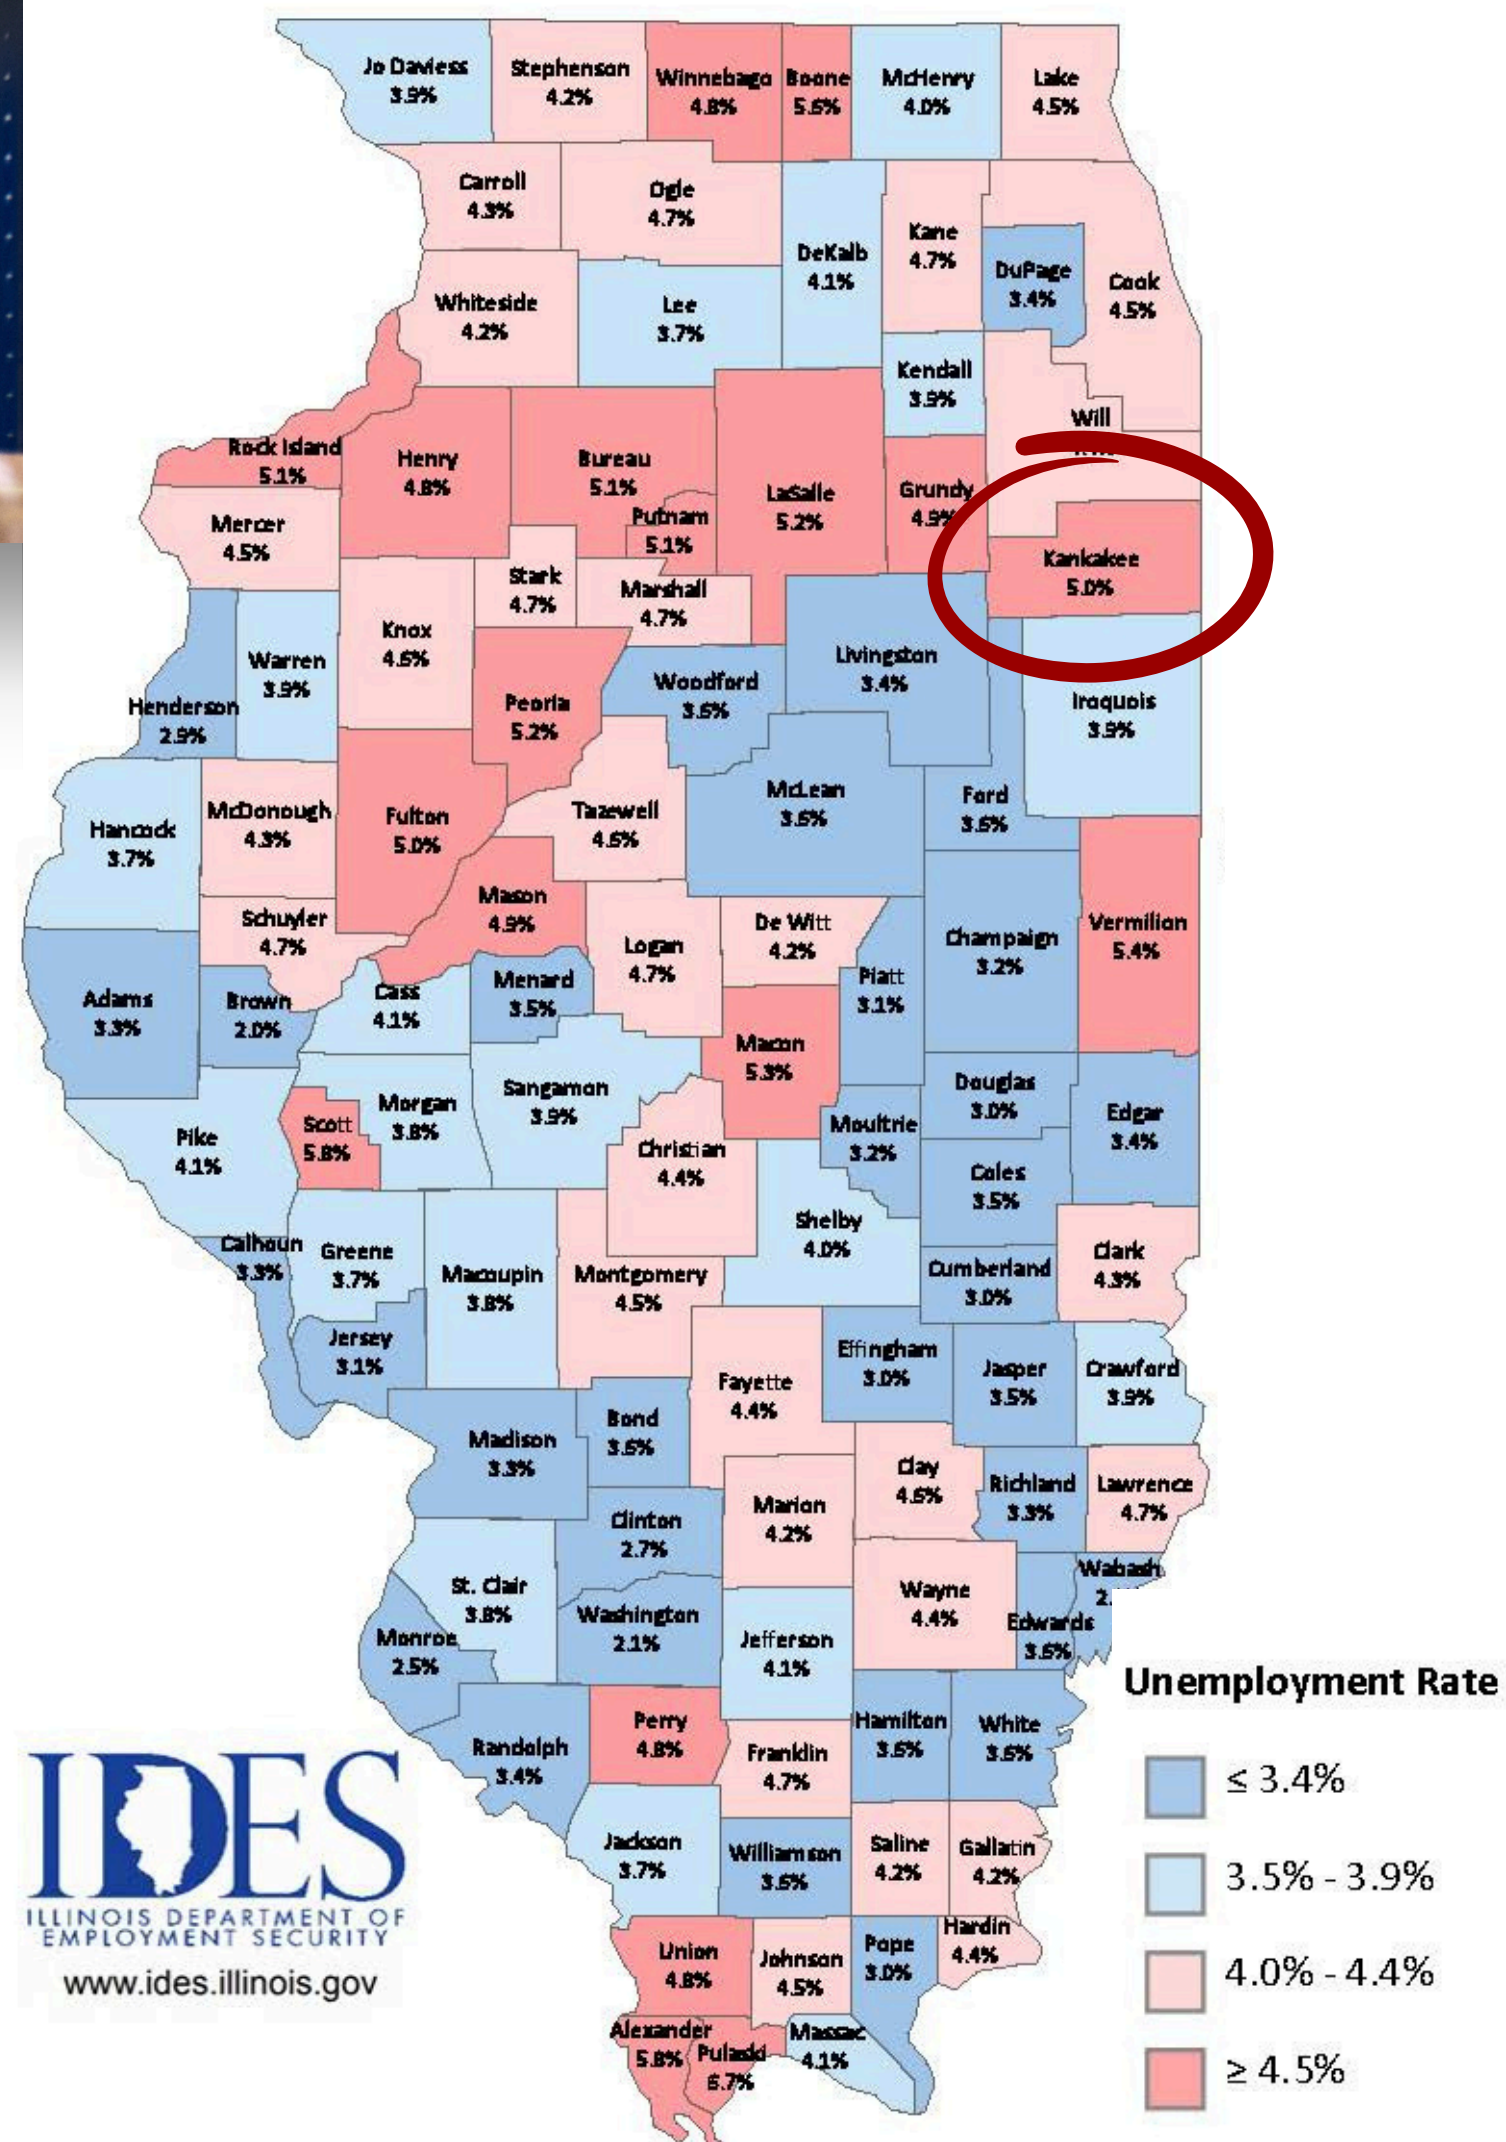 Jo Daviess
3.9%
Stephenson
4.2%
Winnebago
4.8%
Boone
5.6%
McHenry
4.0%
Lake
4.5%
Carroll
4.3%
Ogle
4.7%
DeKalb
4.1%
Kane
4.7%
DuPage
3.4%
Cook
4.5%
Whiteside
4.2%
Lee
3.7%
Kendall
3.9%
Will
Rock Island
5.1%
Henry
4.8%
Bureau
5.1%
Putnam
5.1%
LaSalle
5.2%
Grundy
4.9%
Kankakee
5.0%
Mercer
4.5%
Stark
4.7%
Marshall
4.7%
Knox
4.6%
Warren
3.9%
Henderson
2.9%
Peoria
5.2%
Woodford
3.6%
Livingston
3.4%
Iroquois
3.9%
Hancock
3.7%
McDonough
4.3%
Fulton
5.0%
Tazewell
4.6%
McLean
3.6%
Ford
3.6%
Schuyler
4.7%
Mason
4.9%
Logan
4.7%
De Witt
4.2%
Piatt
3.1%
Champaign
3.2%
Vermilion
5.4%
Adams
3.3%
Brown
2.0%
Cass
4.1%
Menard
3.5%
Macon
5.3%
Pike
4.1%
Scott
5.8%
Morgan
3.8%
Sangamon
3.9%
Christian
4.4%
Moultrie
3.2%
Douglas
3.0%
Edgar
3.4%
Coles
3.5%
Shelby
4.0%
Calhoun
3.3%
Greene
3.7%
Macoupin
3.8%
Montgomery
4.5%
Cumberland
3.0%
Clark
4.3%
Jersey
3.1%
Fayette
4.4%
Effingham
3.0%
Jasper
3.5%
Crawford
3.9%
Madison
3.3%
Bond
3.6%
Clay
4.6%
Richland
3.3%
Lawrence
4.7%
Clinton
2.7%
Marion
4.2%
St. Clair
3.8%
Washington
2.1%
Wayne
4.4%
Wabash
2.
Edwards
3.6%
Monroe
2.5%
Jefferson
4.1%
Randolph
3.4%
Perry
4.8%
Franklin
4.7%
Hamilton
3.6%
White
3.6%
Jackson
3.7%
Williamson
3.6%
Saline
4.2%
Gallatin
4.2%
Union
4.8%
Johnson
4.5%
Pope
3.0%
Hardin
4.4%
Alexander
5.8%
Pulaski
6.7%
Massac
4.1%
Unemployment Rate
≤ 3.4%
3.5% - 3.9%
4.0% - 4.4%
≥ 4.5%
IDES
ILLINOIS DEPARTMENT OF
EMPLOYMENT SECURITY
www.ides.illinois.gov